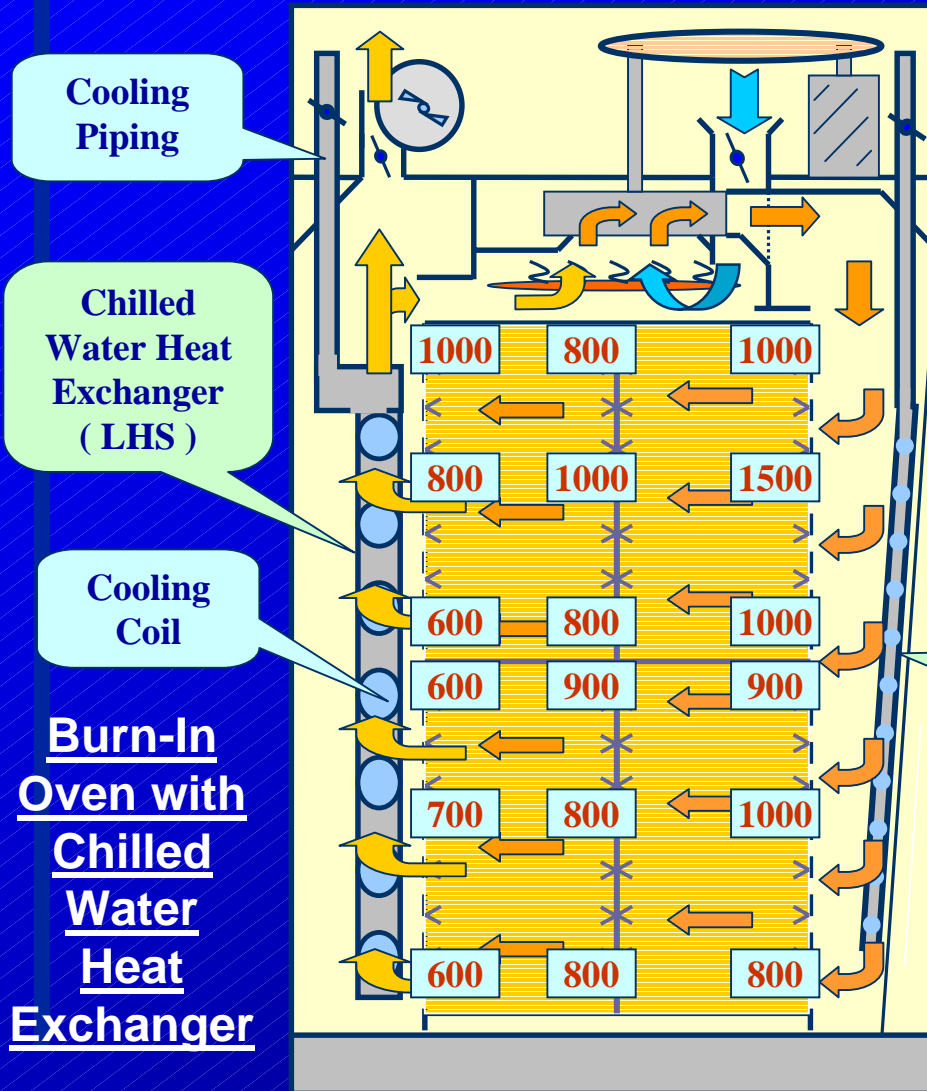 Cooling
Piping
Chilled
Water Heat
Exchanger
( LHS )
Cooling
Coil
Burn-In
Oven with
Chilled
Water
Heat
Exchanger
1000 800 1000
800 1000 1500
600 800 1000
600 900 900
700 800 1000
600 800 800